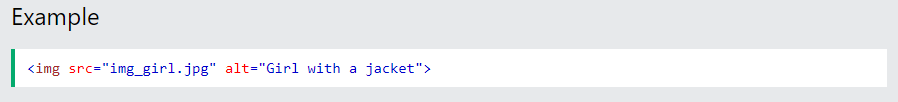 Example
<img src="img_girl.jpg" alt="Girl with a jacket">